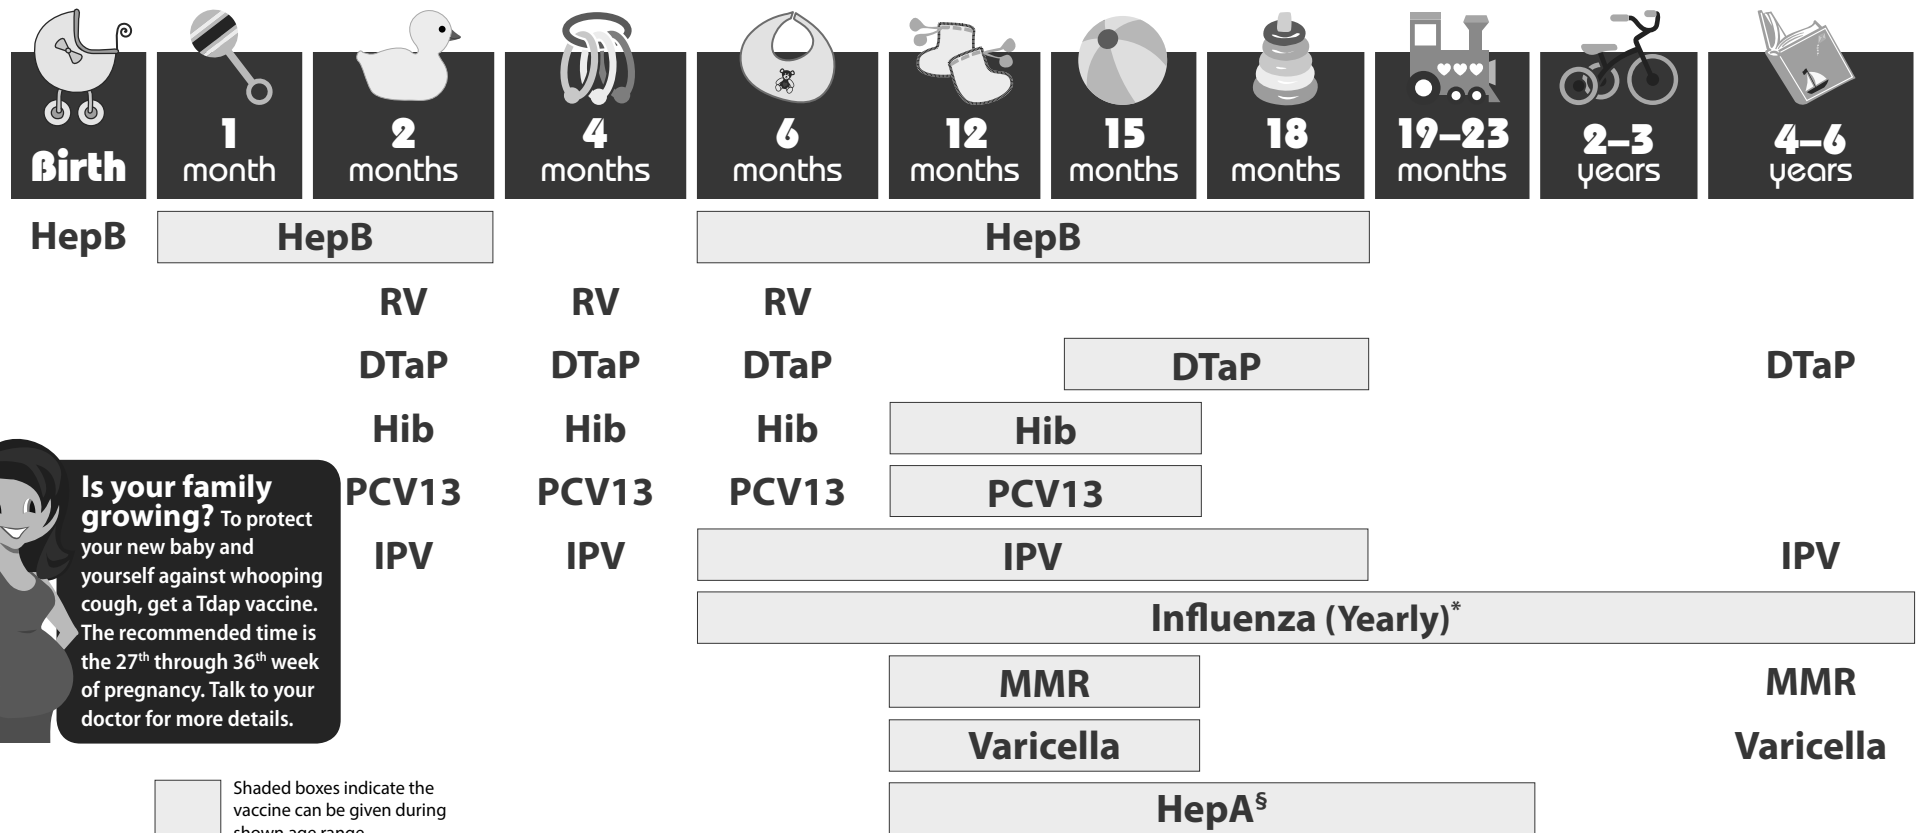 Birth
1
month
2
months
4
months
6
months
12
months
15
months
18
months
19–23
months
2–3
years
4–6
years
HepB HepB HepB
RV RV RV
DTaP DTaP DTaP DTaP DTaP
Hib Hib Hib Hib
PCV13 PCV13 PCV13 PCV13
IPV IPV IPV IPV
Influenza (Yearly)*
MMR MMR
Varicella Varicella
HepA§
Is your family
growing? To protect
your new baby and
yourself against whooping
cough, get a Tdap vaccine.
The recommended time is
the 27th through 36th week
of pregnancy. Talk to your
doctor for more details.
Shaded boxes indicate the
vaccine can be given during
shown age range